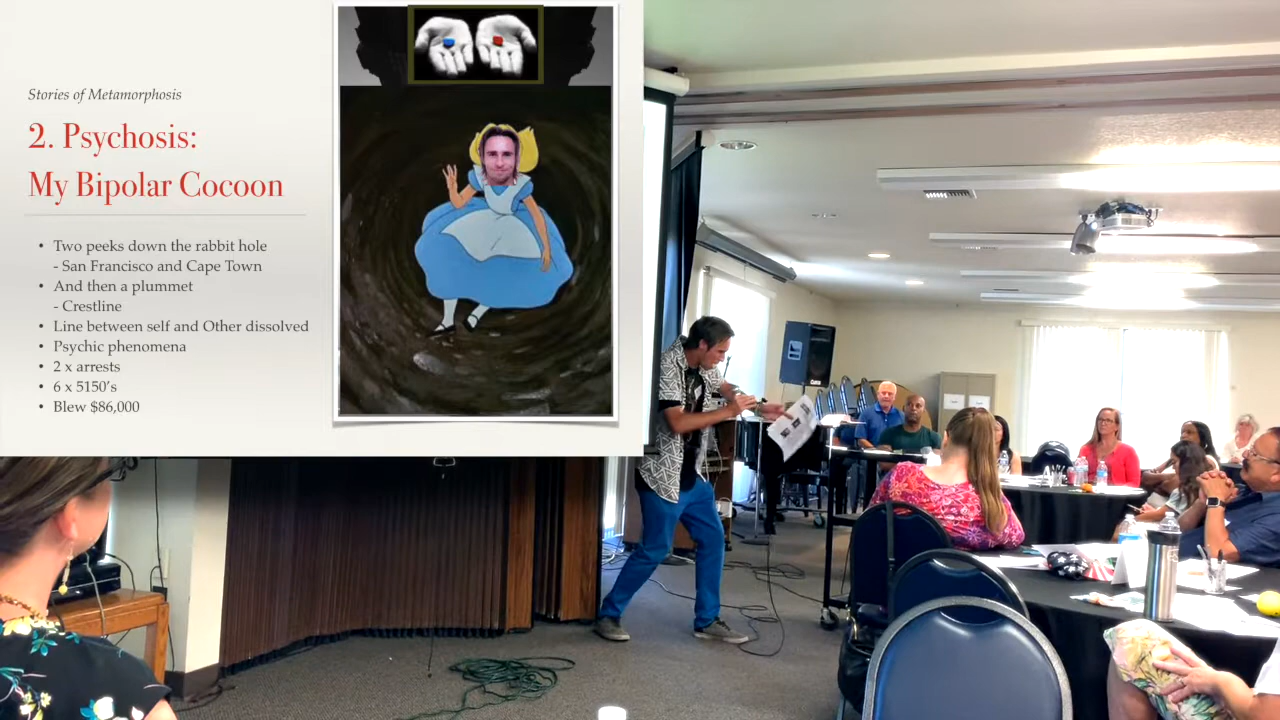 Stories of Metamorphosis
2. Psychosis:
My Bipolar Cocoon
• Two peeks down the rabbit hole
- San Francisco and Cape Town
• And then a plummet
- Crestline
• Line between self and Other dissolved
• Psychic phenomena
• 2 x arrests
• 6 x 5150's
• Blew $86,000